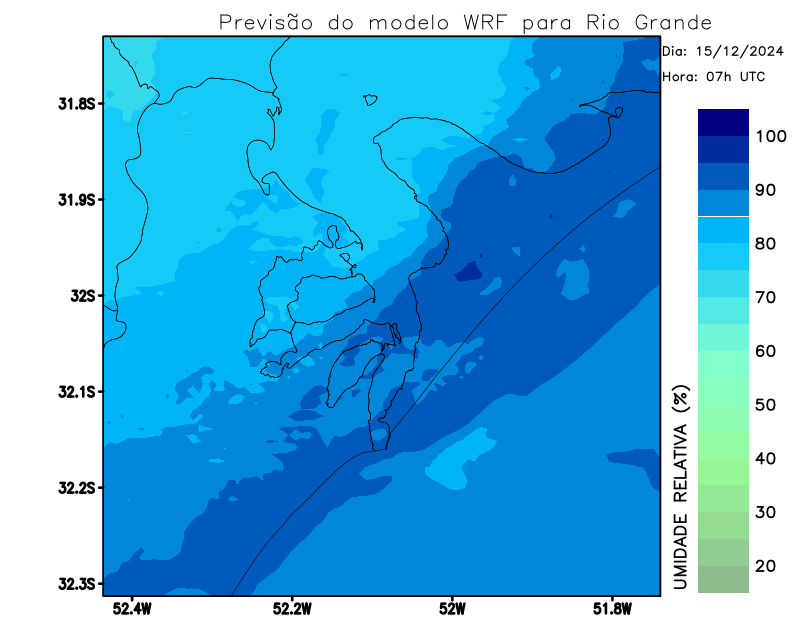 Previsão do modelo WRF para Rio Grande
Dia: 15/12/2024
Hora: 07h UTC
31.8S
31.9S
32S
32.1S
32.2S
32.3S
52.4W 52.2W 52W 51.8W
UMIDADE RELATIVA (%)
100
90
80
70
60
50
40
30
20